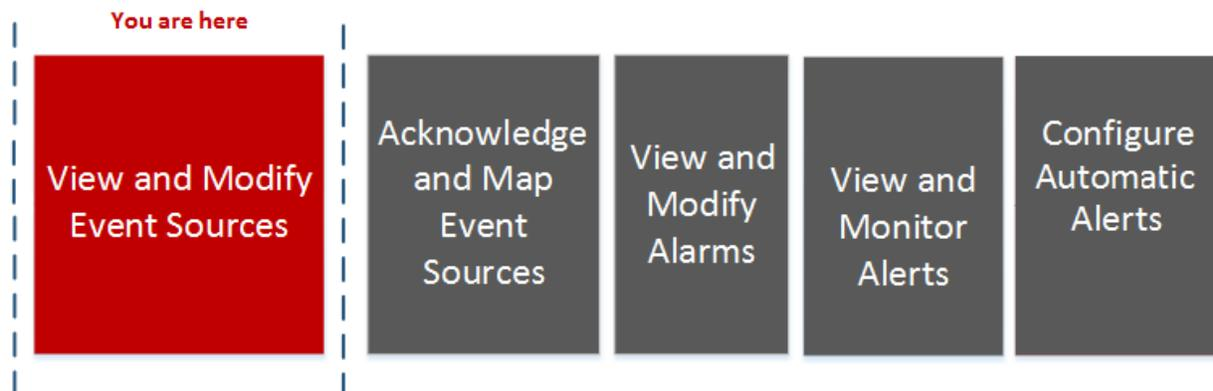 You are here
View and Modify
Event Sources
Acknowledge
and Map
Event
Sources
View and
Modify
Alarms
View and
Monitor
Alerts
Configure
Automatic
Alerts